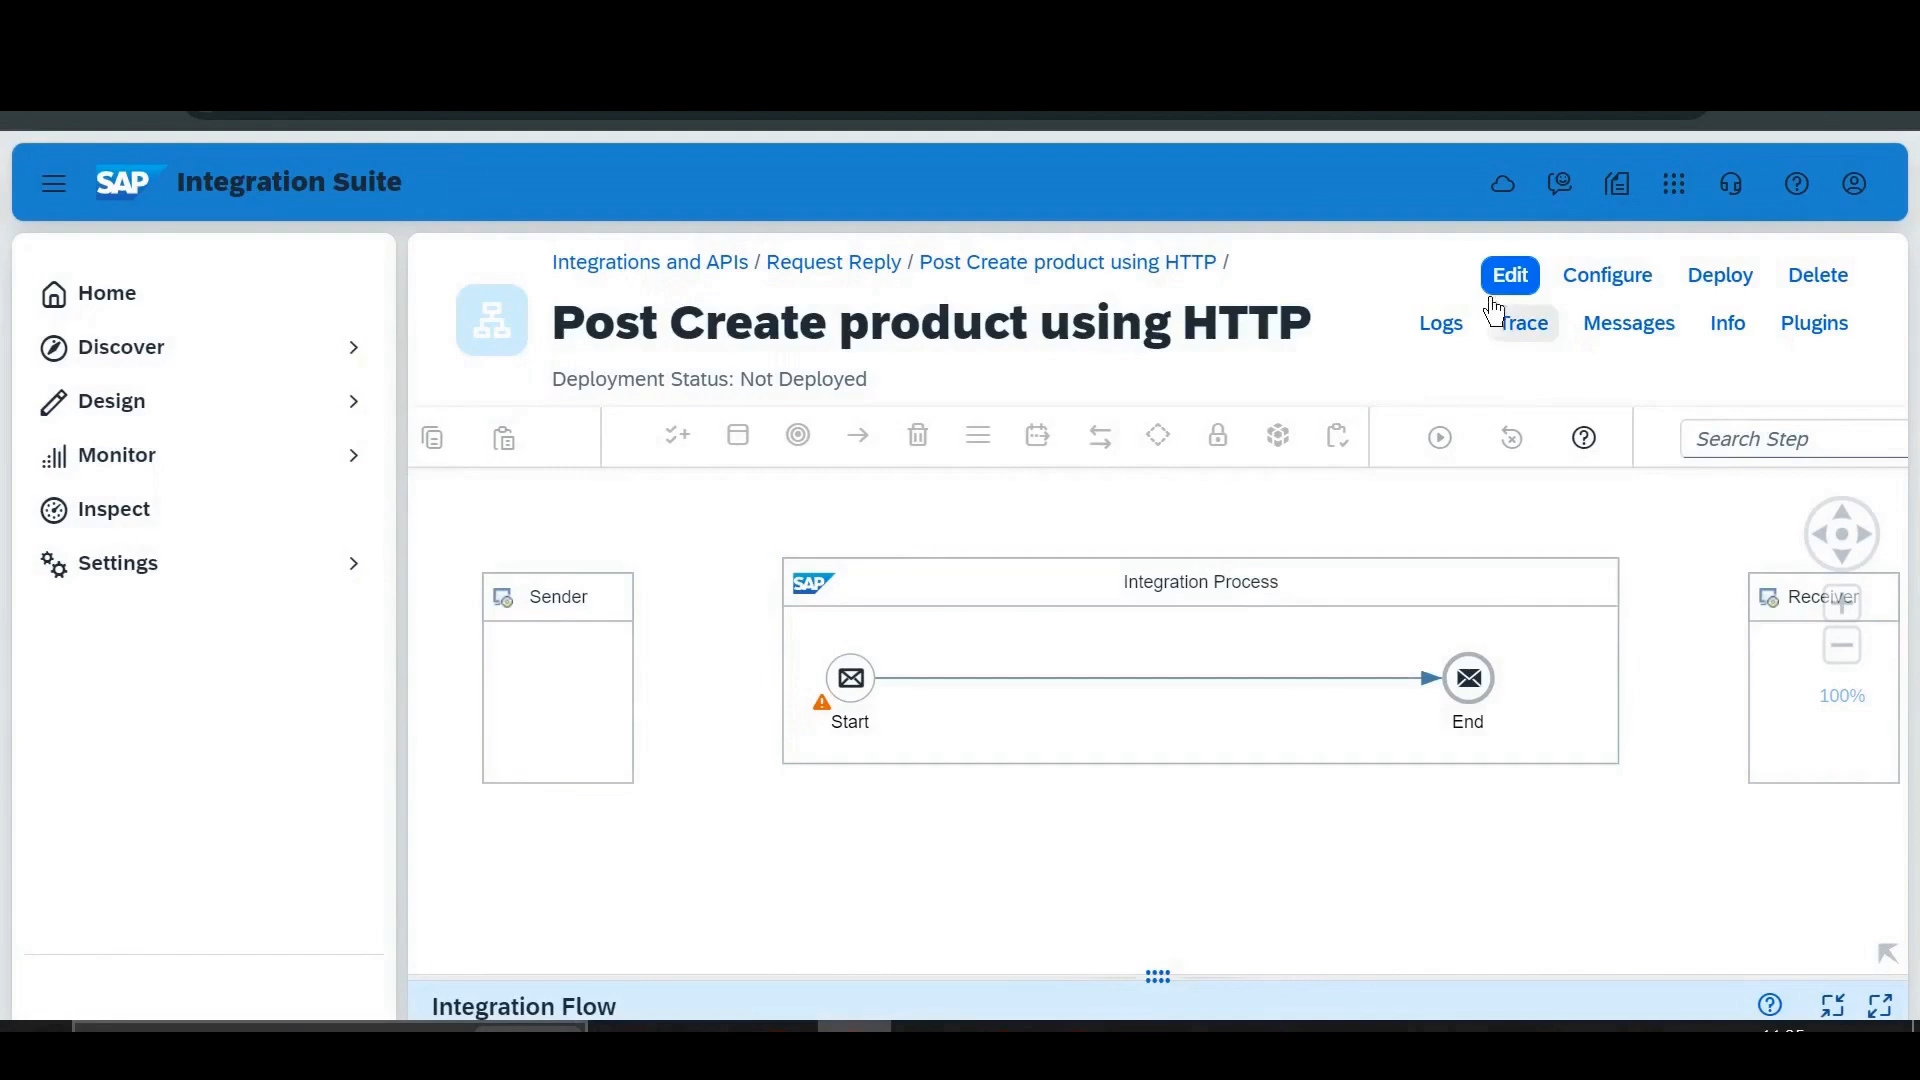 SAP Integration Suite
Home
Discover
Design
Monitor
Inspect
Settings
Integrations and APIs / Request Reply / Post Create product using HTTP /
Post Create product using HTTP
Deployment Status: Not Deployed
Edit Configure Deploy Delete
Logs Trace Messages Info Plugins
Search Step
Sender
SAP Integration Process
Receiver
Start
End
100%
Integration Flow